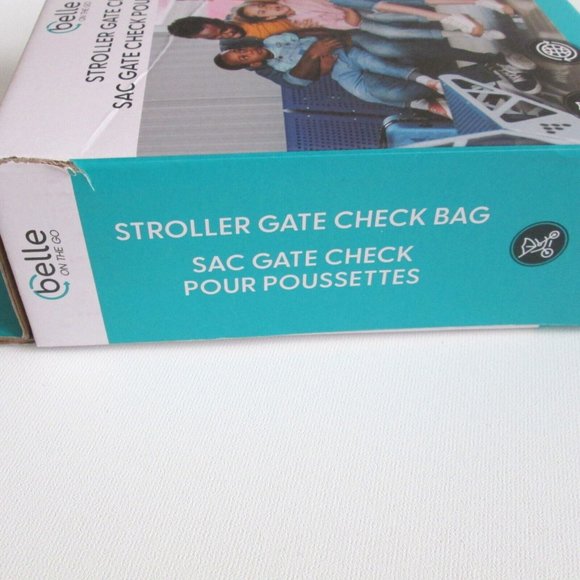 belle
ON THE GO
STROLLER GATE
SAC GATE CHECK
belle
ON THE GO
STROLLER GATE CHECK BAG
SAC GATE CHECK
POUR POUSSETTES